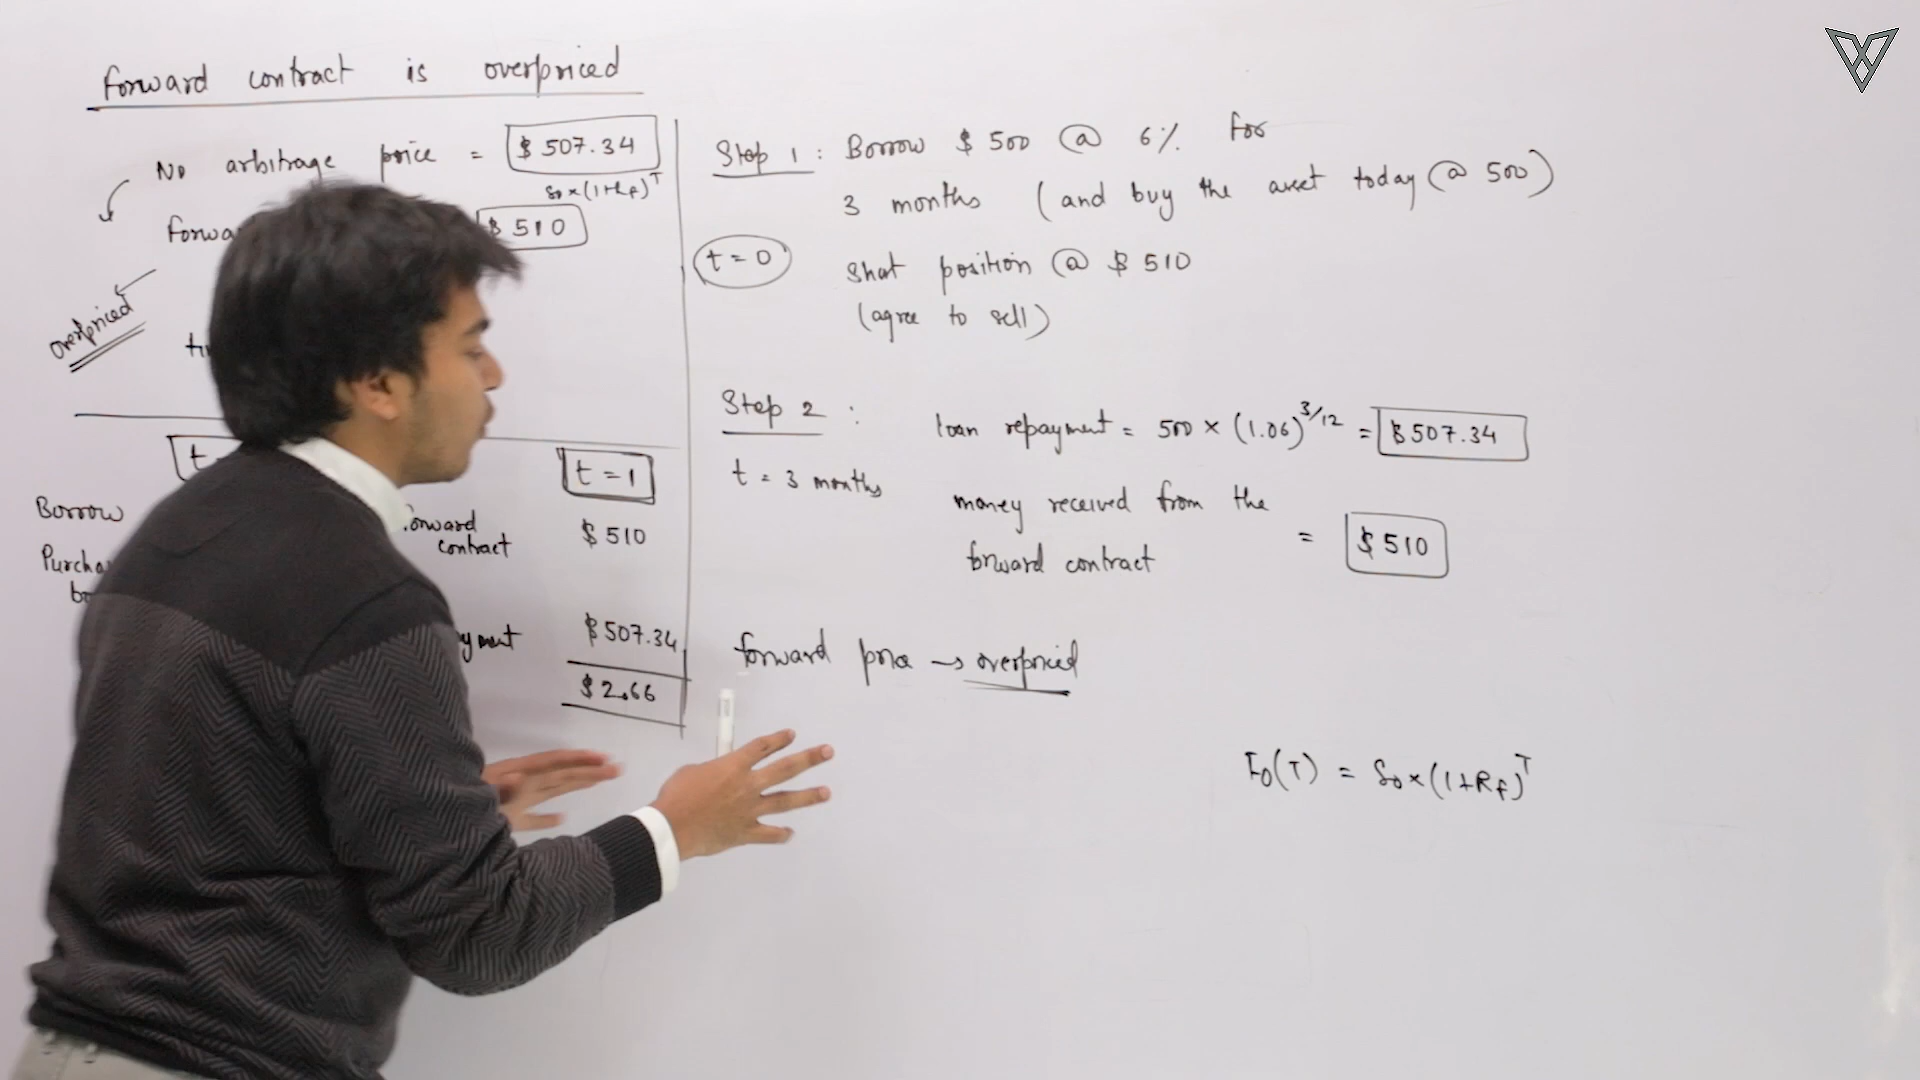 Forward contract is overpriced
No arbitrage price = $507.34
S0×(1+Rf)^T
$510
overpriced
t = 1
Borrow
forward
contract $510
$507.34
$2.66
Step 1: Borrow $500 @ 6% for
3 months (and buy the asset today @ 500)
t = 0
Short position @ $510
(agree to sell)
Step 2:
t = 3 months
loan repayment = 500 × (1.06)^3/12 = $507.34
money received from the
forward contract = $510
forward price → overpriced
F0(T) = S0×(1+Rf)^T